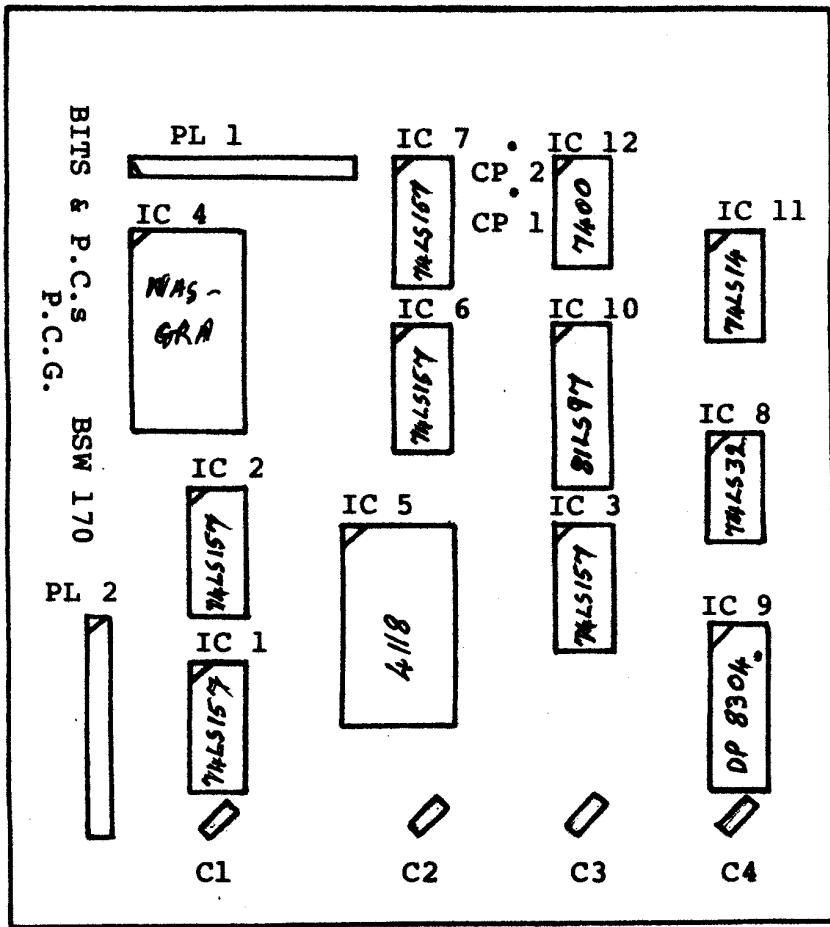 PL 1
IC 7
CP 2
CP 1
IC 12
IC 4
IC 11
74LS167
7400
NAS-
GRA
74LS14
IC 6
IC 10
74LS157
81LS97
IC 8
74LS32
IC 2
74LS157
IC 5
4118
IC 3
74LS157
PL 2
IC 1
74LS157
IC 9
DP 8304
C1
C2
C3
C4
BITS & P.C.s BSW 170
P.C.G.